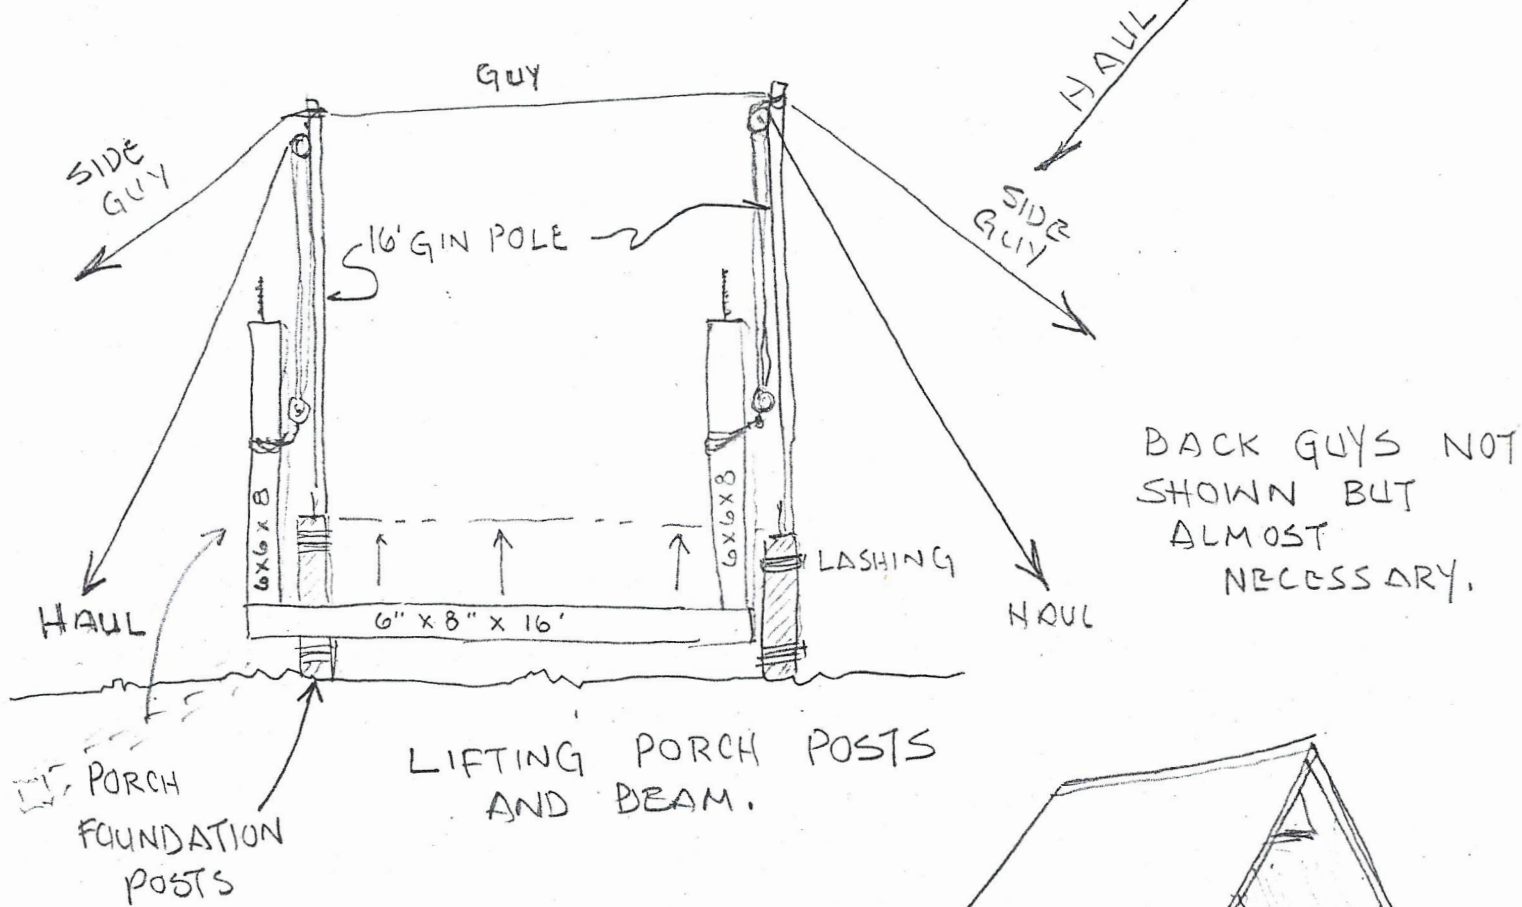 HAUL
GUY
SIDE
GUY
SIDE
GUY
16' GIN POLE
BACK GUYS NOT
SHOWN BUT
ALMOST
NECESSARY.
6x6x8
6x6x8
LASHING
HAUL
HAUL
6" x 8" x 16'
LIFTING PORCH POSTS
AND BEAM.
PORCH
FOUNDATION
POSTS